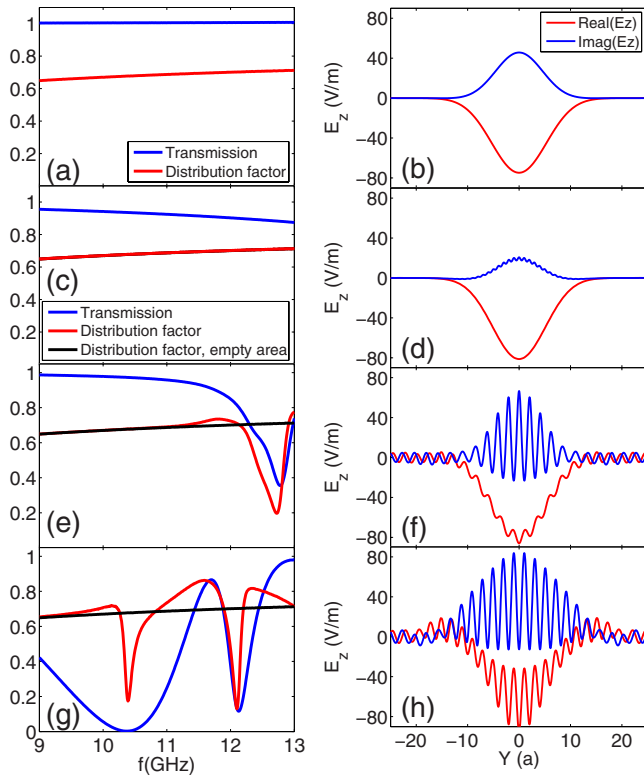 1
0.8
0.6
0.4
0.2
(a)
Transmission
Distribution factor
80
40
0
−40
−80
E_z (V/m)
(b)
Real(Ez)
Imag(Ez)
1
0.8
0.6
0.4
0.2
(c)
Transmission
Distribution factor
Distribution factor, empty area
80
40
0
−40
−80
E_z (V/m)
(d)
1
0.8
0.6
0.4
0.2
(e)
80
40
0
−40
−80
E_z (V/m)
(f)
1
0.8
0.6
0.4
0.2
0
(g)
9 10 11 12 13
f(GHz)
80
40
0
−40
−80
E_z (V/m)
(h)
−20 −10 0 10 20
Y (a)